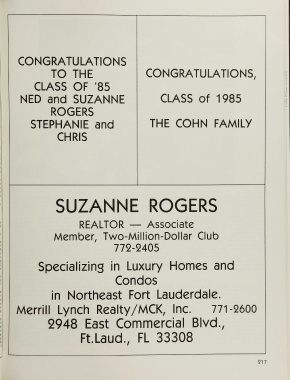 CONGRATULATIONS
TO THE
CLASS OF '85
NED and SUZANNE
ROGERS
STEPHANIE and
CHRIS
CONGRATULATIONS,
CLASS of 1985
THE COHN FAMILY
SUZANNE ROGERS
REALTOR — Associate
Member, Two-Million-Dollar Club
772-2405
Specializing in Luxury Homes and
Condos
in Northeast Fort Lauderdale.
Merrill Lynch Realty/MCK, Inc. 771-2600
2948 East Commercial Blvd.,
Ft.Laud., FL 33308
217